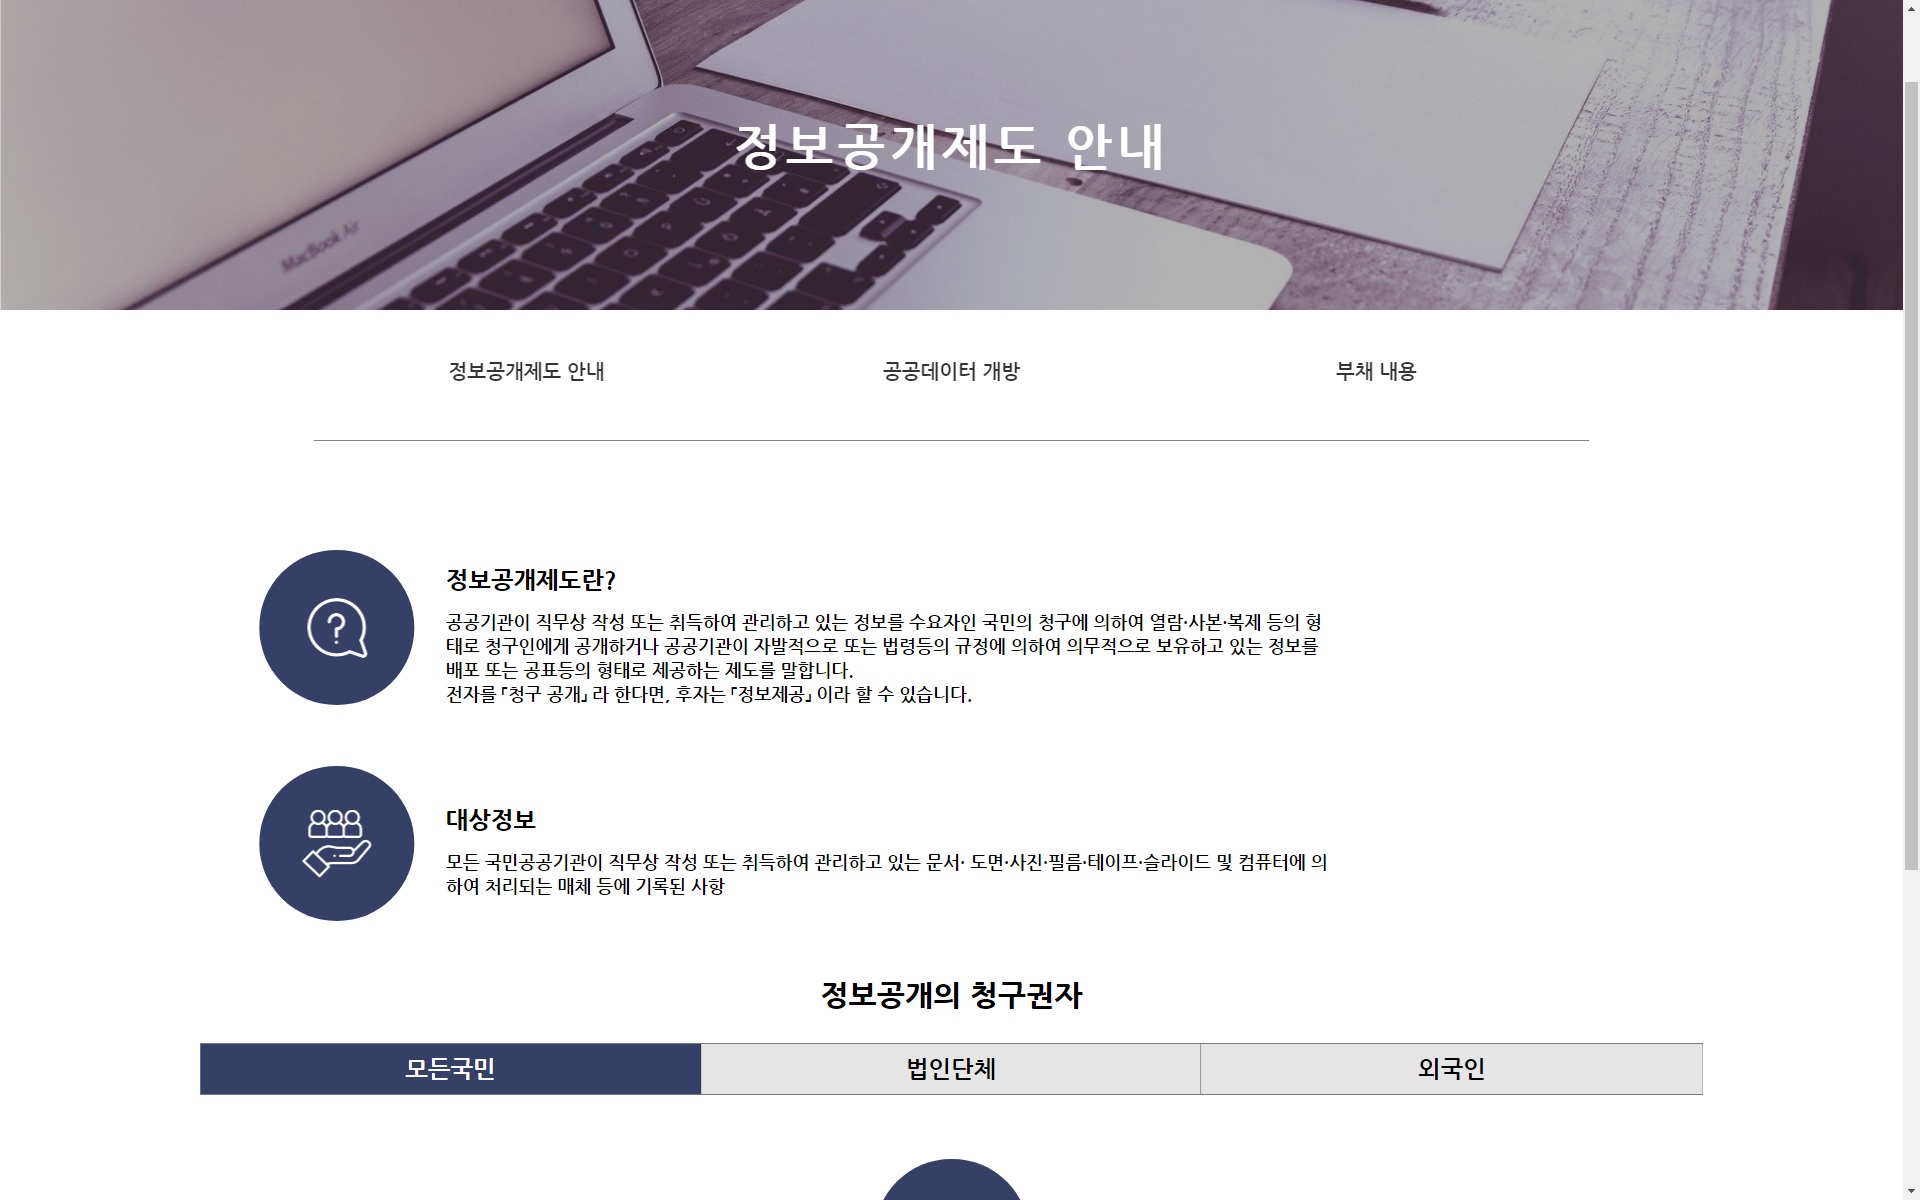 정보공개제도 안내
MacBook Air
정보공개제도 안내
공공데이터 개방
부채 내용
정보공개제도란?
공공기관이 직무상 작성 또는 취득하여 관리하고 있는 정보를 수요자인 국민의 청구에 의하여 열람·사본·복제 등의 형
태로 청구인에게 공개하거나 공공기관이 자발적으로 또는 법령등의 규정에 의하여 의무적으로 보유하고 있는 정보를
배포 또는 공표등의 형태로 제공하는 제도를 말합니다.
전자를 「청구 공개」 라 한다면, 후자는 「정보제공」 이라 할 수 있습니다.
대상정보
모든 국민공공기관이 직무상 작성 또는 취득하여 관리하고 있는 문서· 도면·사진·필름·테이프·슬라이드 및 컴퓨터에 의
하여 처리되는 매체 등에 기록된 사항
정보공개의 청구권자
모든국민
법인단체
외국인